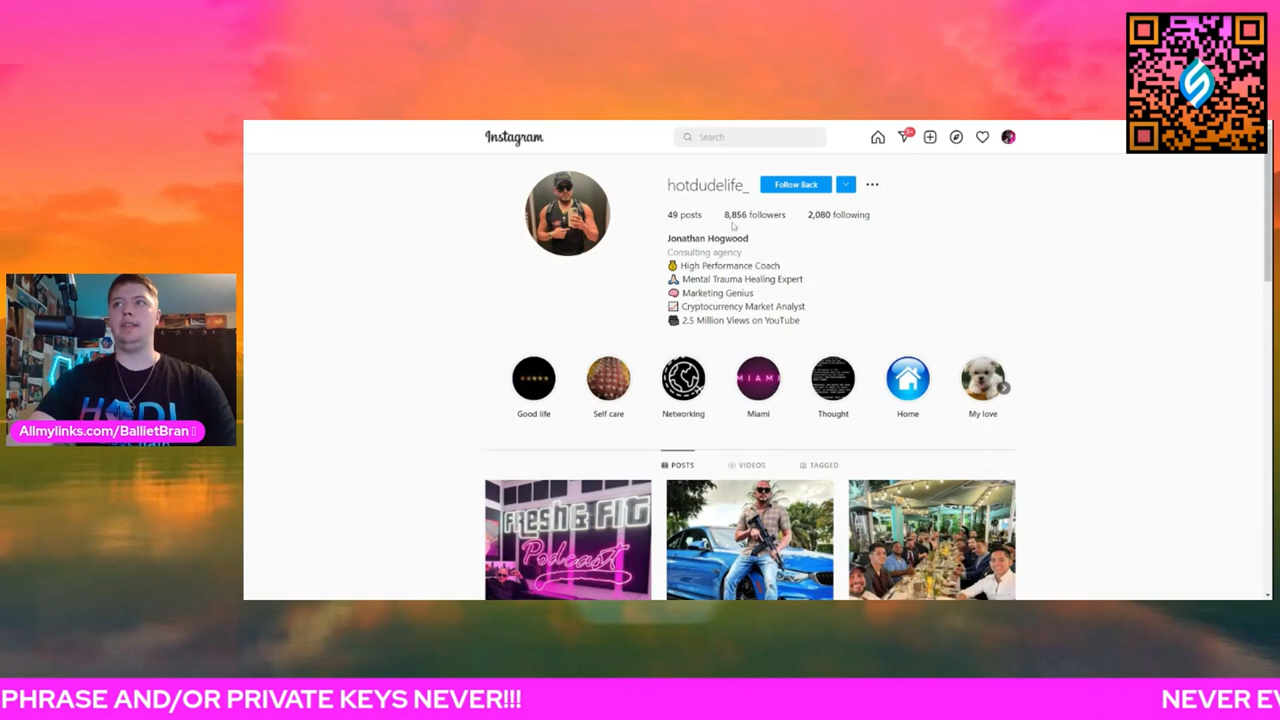 Instagram
Search
9+
hotdudelife_
Follow Back
49 posts
8,856 followers
2,080 following
Jonathan Hogwood
Consulting agency
High Performance Coach
Mental Trauma Healing Expert
Marketing Genius
Cryptocurrency Market Analyst
2.5 Million Views on YouTube
MIAMI
Good life
Self care
Networking
Miami
Thought
Home
My love
POSTS
VIDEOS
TAGGED
FRESH&FIT
Podcast
Allmylinks.com/BallietBran
PHRASE AND/OR PRIVATE KEYS NEVER!!!
NEVER EV